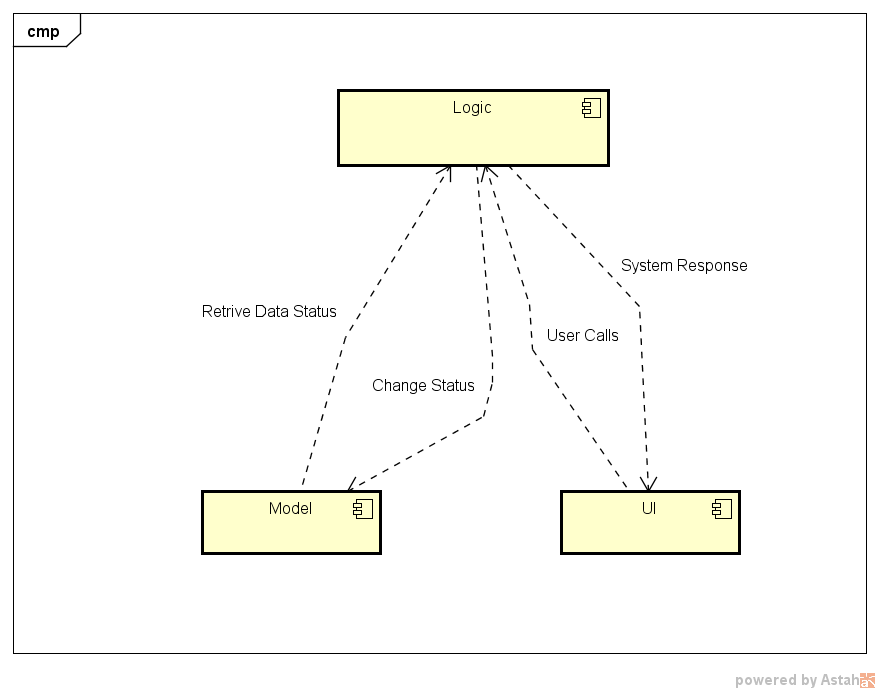 cmp
Logic
System Response
Retrive Data Status
User Calls
Change Status
Model
UI
powered by Astah